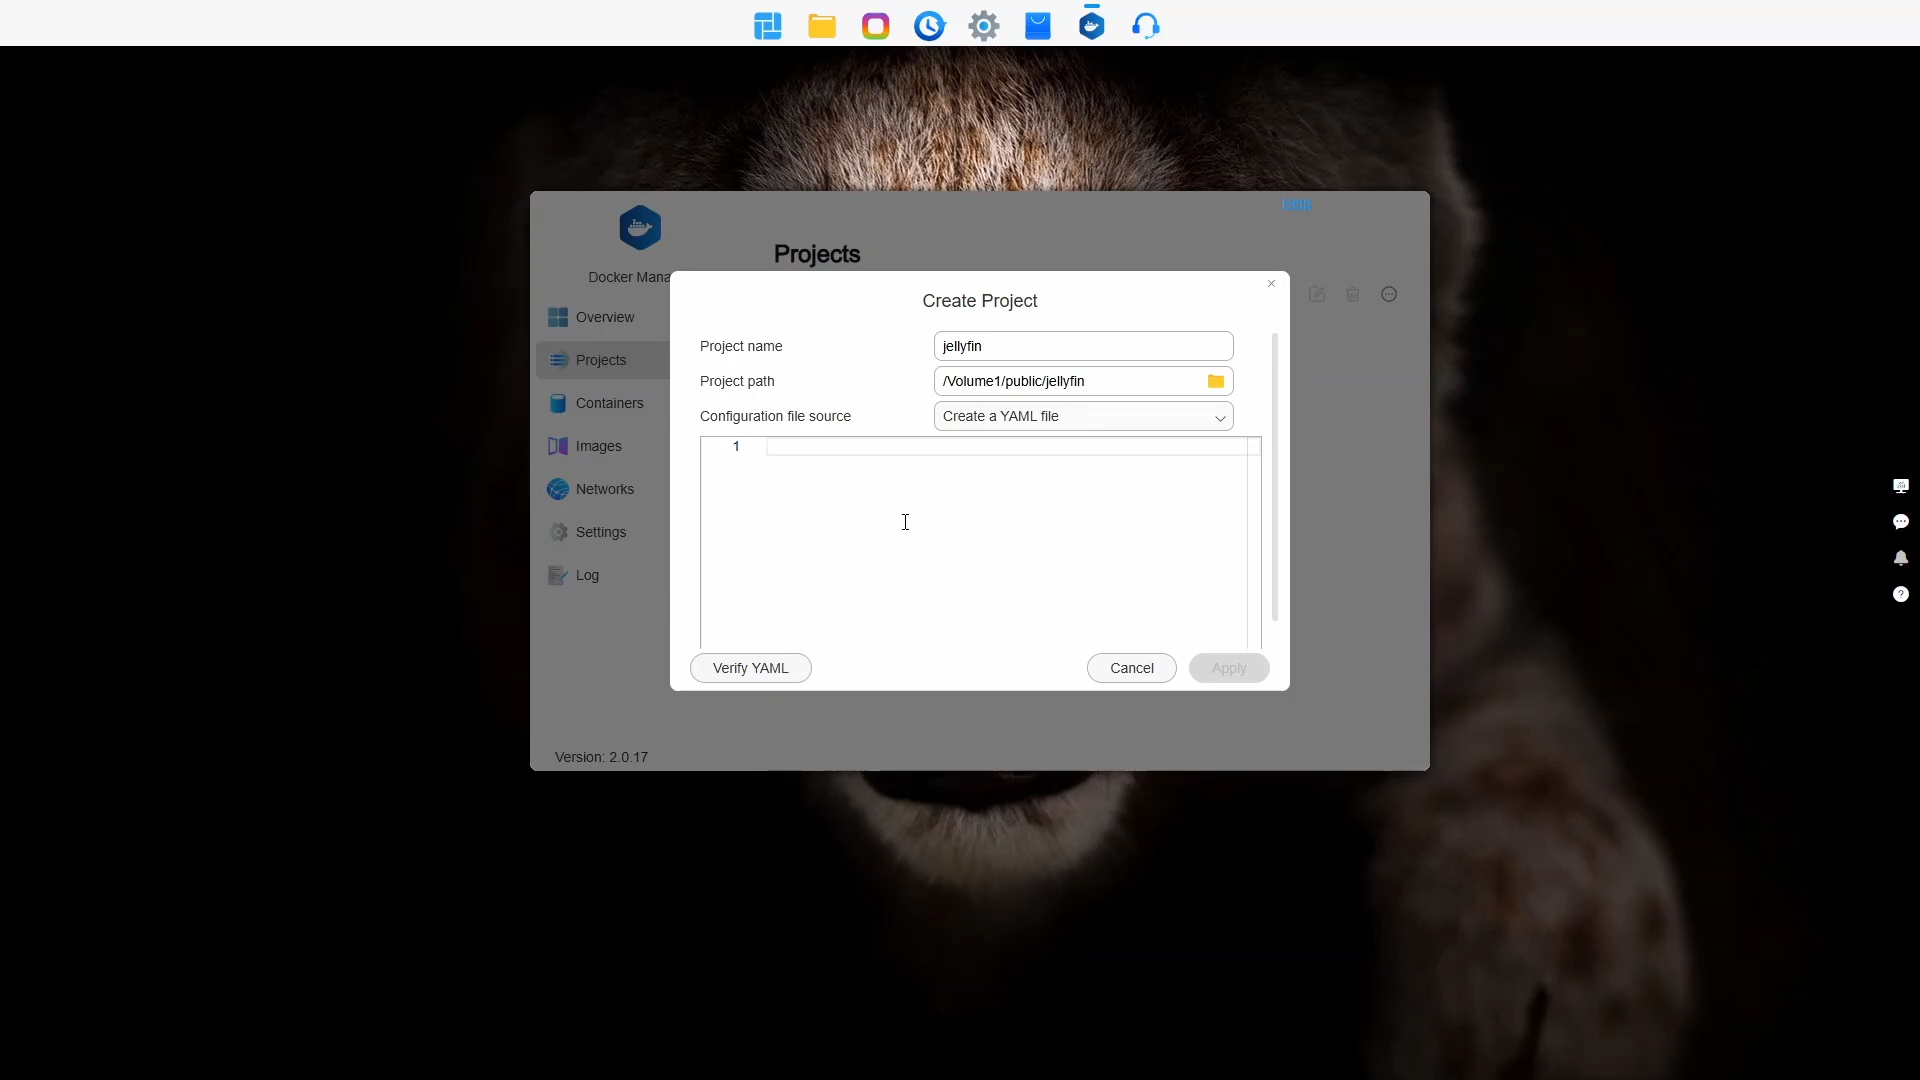 help
Docker Mana
Projects
Create Project
Overview
Projects
Containers
Images
Networks
Settings
Log
Version: 2.0.17
Project name
jellyfin
Project path
/Volume1/public/jellyfin
Configuration file source
Create a YAML file
1
Verify YAML
Cancel
Apply